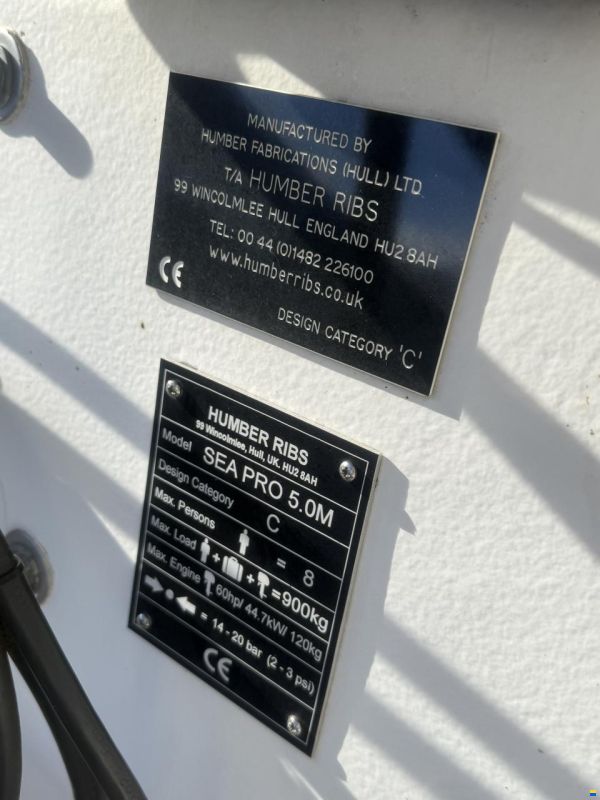 MANUFACTURED BY
HUMBER FABRICATIONS (HULL) LTD
T/A HUMBER RIBS
99 WINCOLMLEE HULL ENGLAND HU2 8AH
TEL: 00 44 (0)1482 226100
www.humberribs.co.uk
CE
DESIGN CATEGORY 'C'
HUMBER RIBS
99 Wincolmlee, Hull, UK. HU2 8AH
Model SEA PRO 5.0M
Design Category C
Max. Persons = 8
Max. Load + + =900kg
Max. Engine 60hp/ 44.7kW/ 120kg
= 14 - 20 bar (2 - 3 psi)
CE